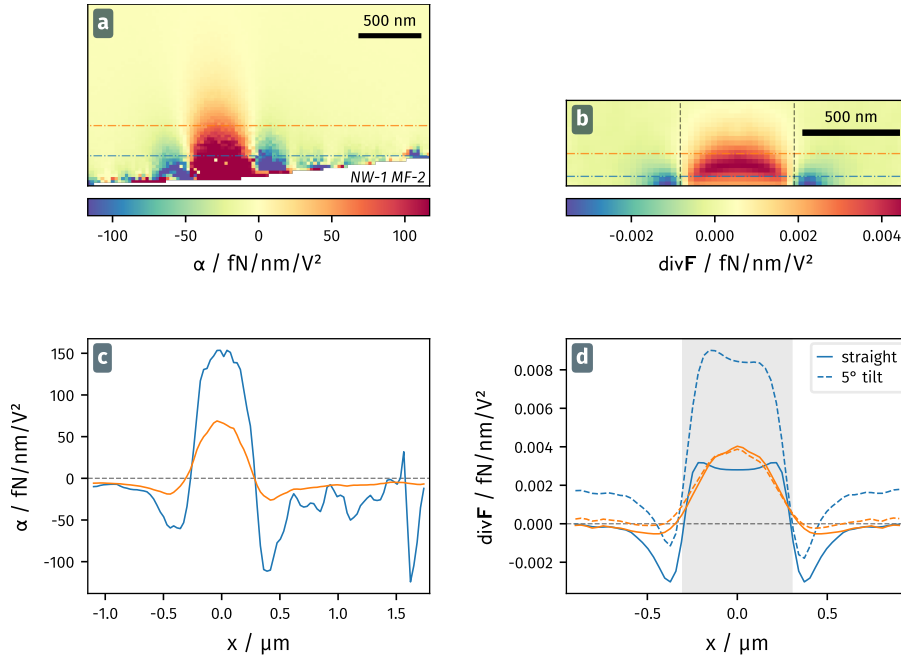 a
500 nm
NW-1 MF-2
-100 -50 0 50 100
α / fN/nm/V²
b
500 nm
-0.002 0.000 0.002 0.004
divF / fN/nm/V²
c
150
100
50
0
-50
-100
α / fN/nm/V²
-1.0 -0.5 0.0 0.5 1.0 1.5
x / µm
d
straight
5° tilt
0.008
0.006
0.004
0.002
0.000
-0.002
divF / fN/nm/V²
-0.5 0.0 0.5
x / µm